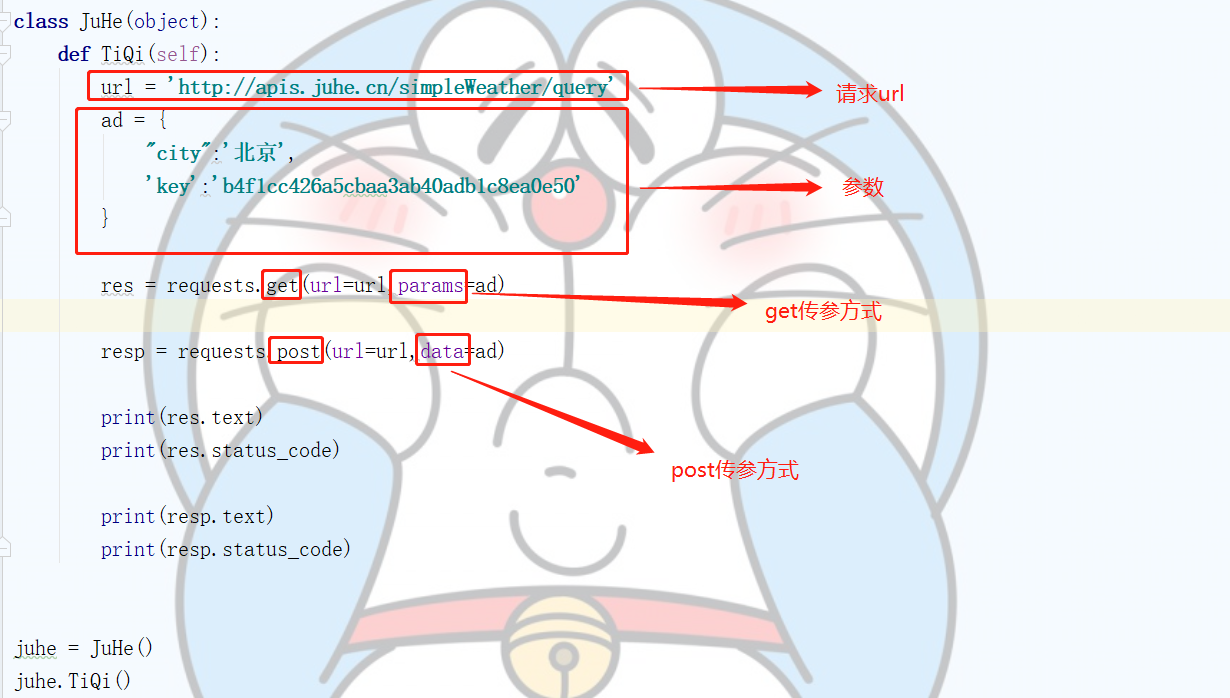 class JuHe(object):
def TiQi(self):
url = 'http://apis.juhe.cn/simpleWeather/query'
请求url
ad = {
"city":'北京',
'key':'b4f1cc426a5cbaa3ab40adb1c8ea0e50'
参数
}
res = requests.get(url=url, params=ad)
get传参方式
resp = requests.post(url=url,data=ad)
print(res.text)
print(res.status_code)
post传参方式
print(resp.text)
print(resp.status_code)
juhe = JuHe()
juhe.TiQi()